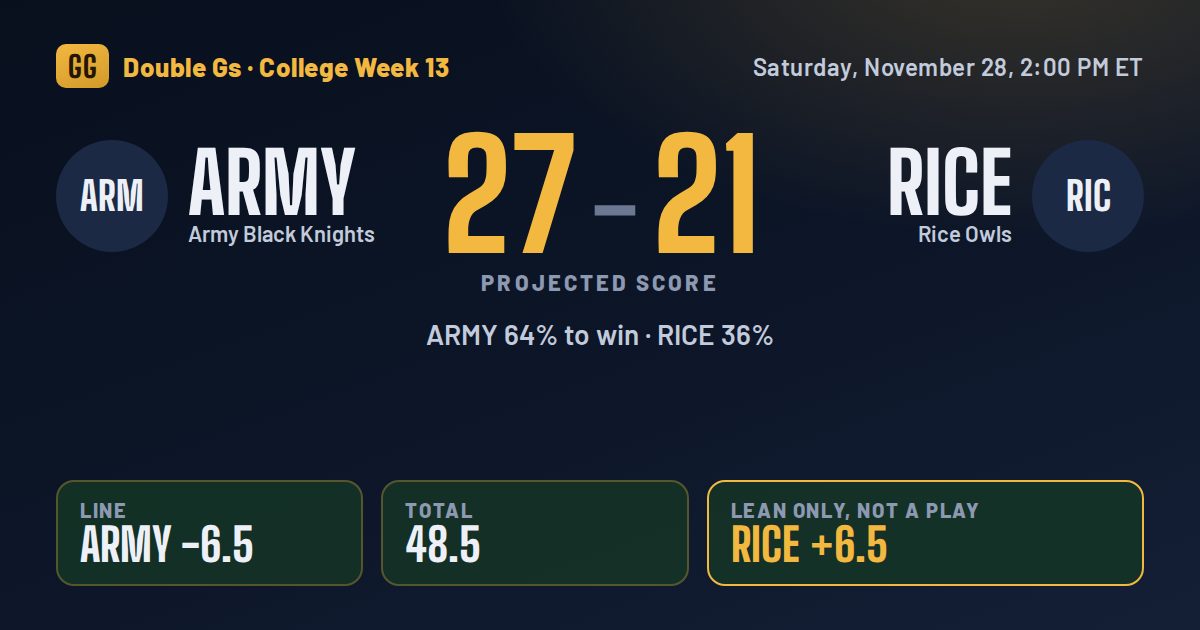 GG Double Gs · College Week 13
Saturday, November 28, 2:00 PM ET
ARM
ARMY
Army Black Knights
27 – 21
PROJECTED SCORE
ARMY 64% to win · RICE 36%
RICE
Rice Owls
RIC
LINE
ARMY −6.5
TOTAL
48.5
LEAN ONLY, NOT A PLAY
RICE +6.5